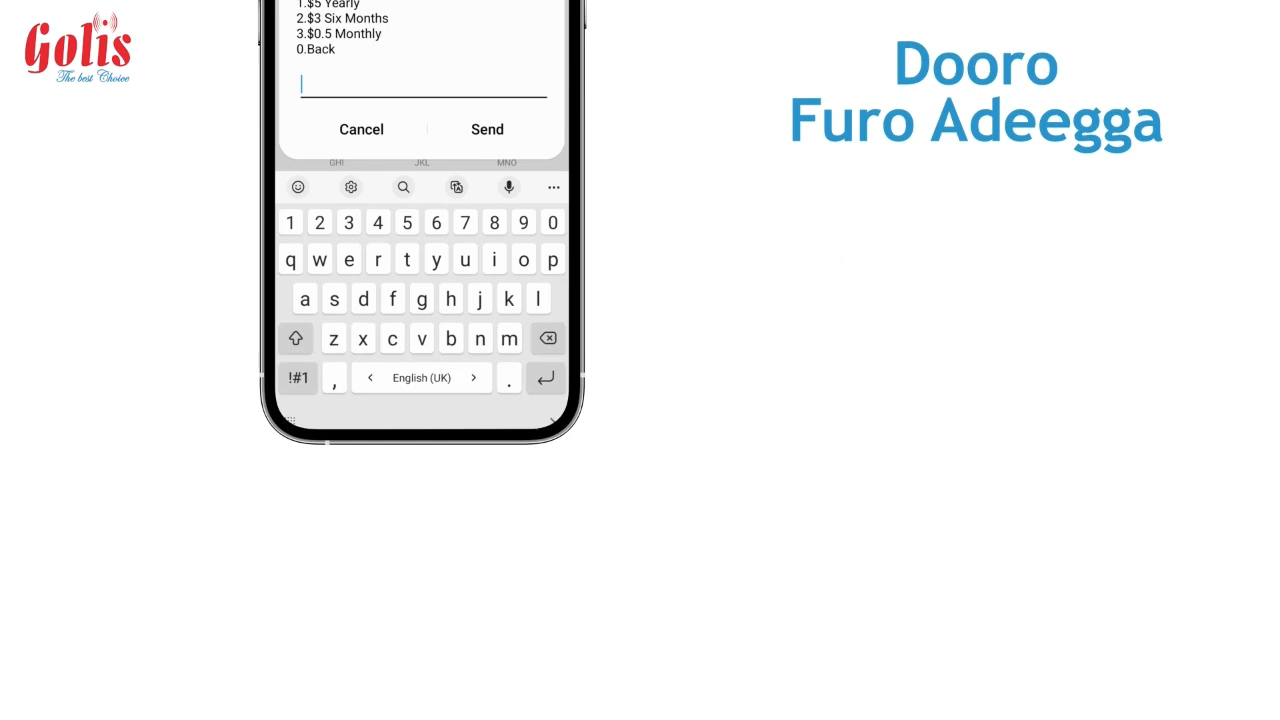 Golis
The best Choice
1.$5 Yearly
2.$3 Six Months
3.$0.5 Monthly
0.Back
Cancel
Send
GHI JKL MNO
1 2 3 4 5 6 7 8 9 0
q w e r t y u i o p
a s d f g h j k l
z x c v b n m
!#1 , < English (UK) > .
Dooro
Furo Adeegga